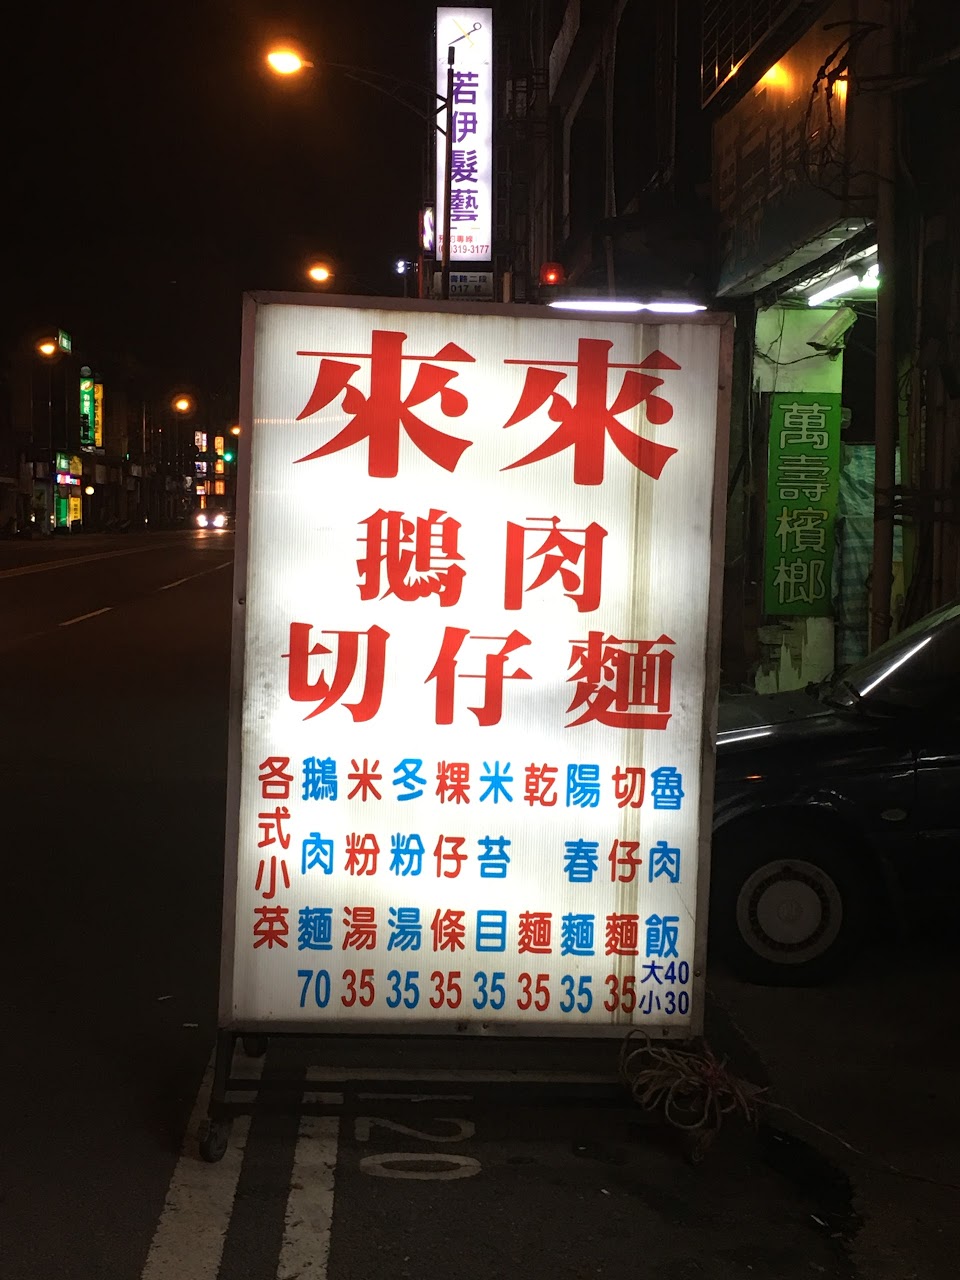 若伊髮藝
319-3177
來來
鵝肉
切仔麵
各式小菜
鵝肉麵 70
米粉湯 35
冬粉湯 35
粿仔條 35
米苔目 35
乾麵 35
陽春麵 35
切仔麵 35
魯肉飯 大40 小30
萬壽檳榔
120